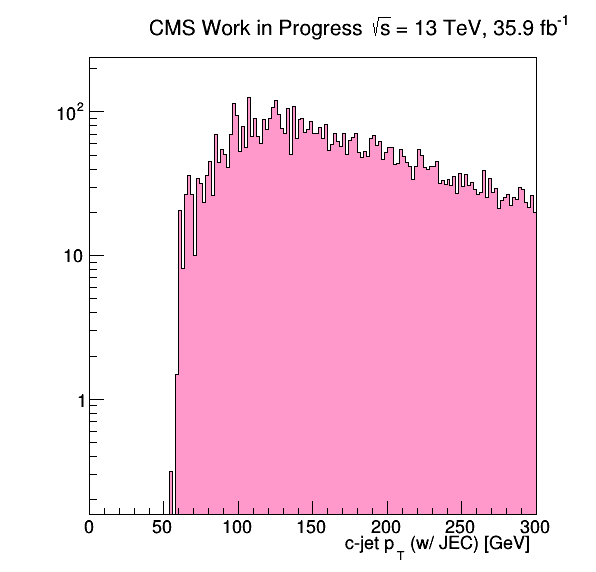 CMS Work in Progress √s = 13 TeV, 35.9 fb⁻¹
10²
10
1
0 50 100 150 200 250 300
c-jet p_T (w/ JEC) [GeV]